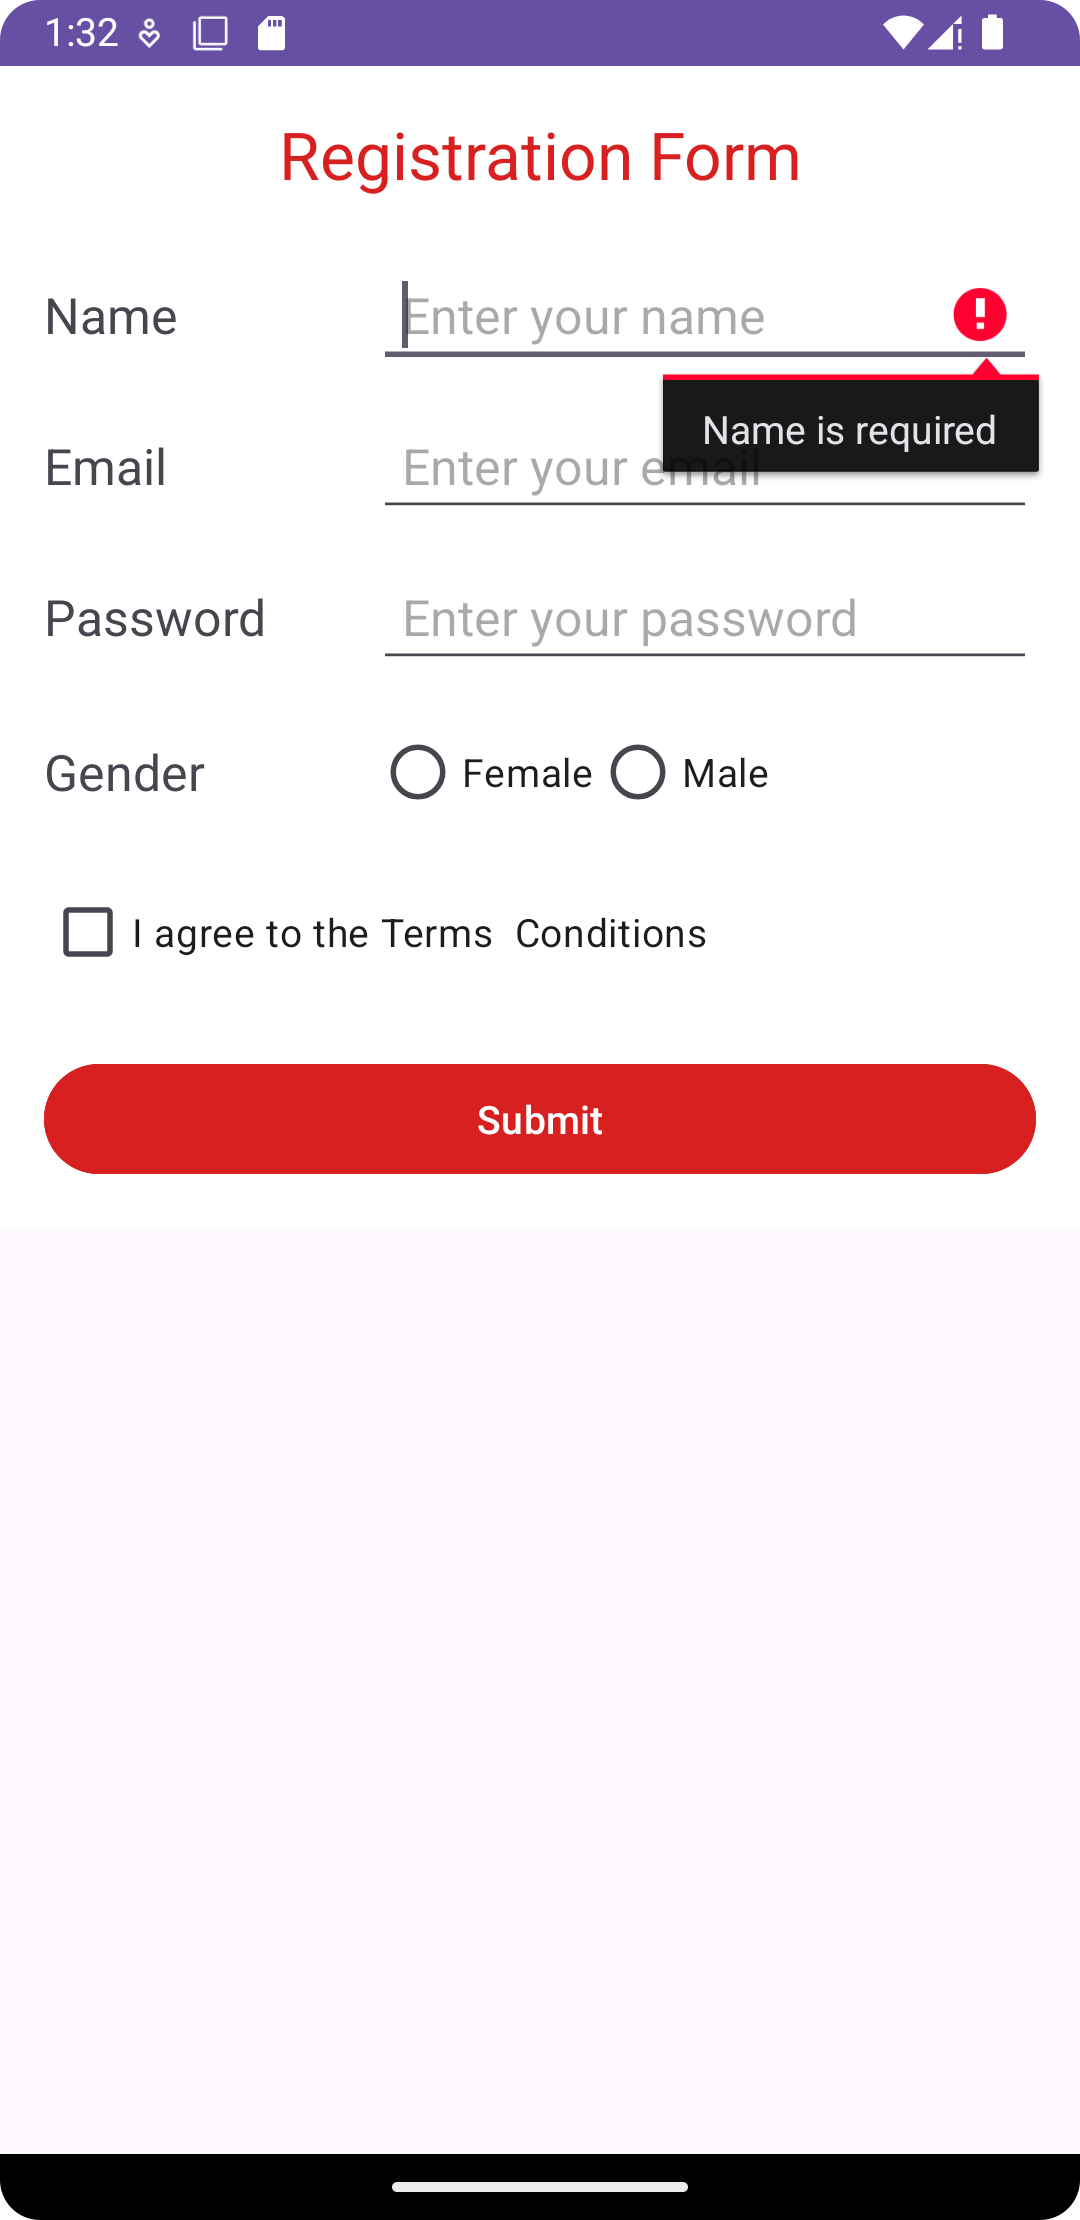 1:32
Registration Form
Name Enter your name
Name is required
Email Enter your email
Password Enter your password
Gender Female Male
I agree to the Terms  Conditions
Submit